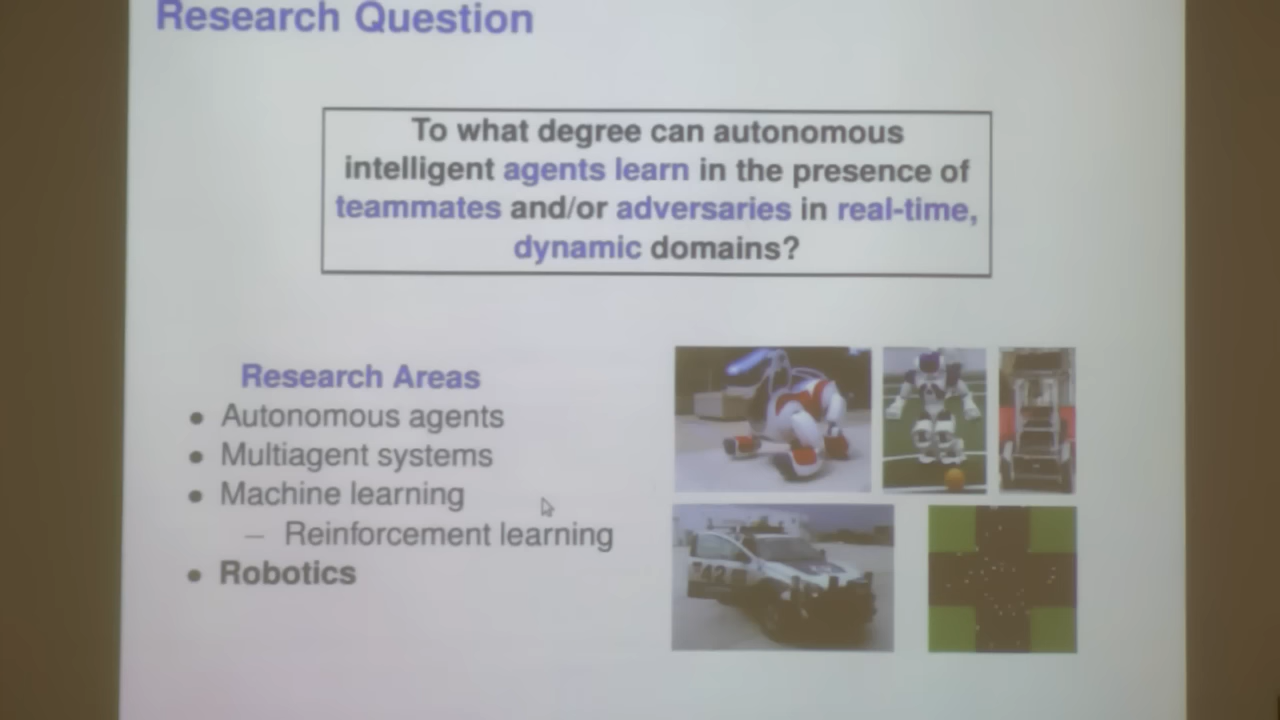 Research Question
To what degree can autonomous
intelligent agents learn in the presence of
teammates and/or adversaries in real-time,
dynamic domains?
Research Areas
• Autonomous agents
• Multiagent systems
• Machine learning
– Reinforcement learning
• Robotics
742